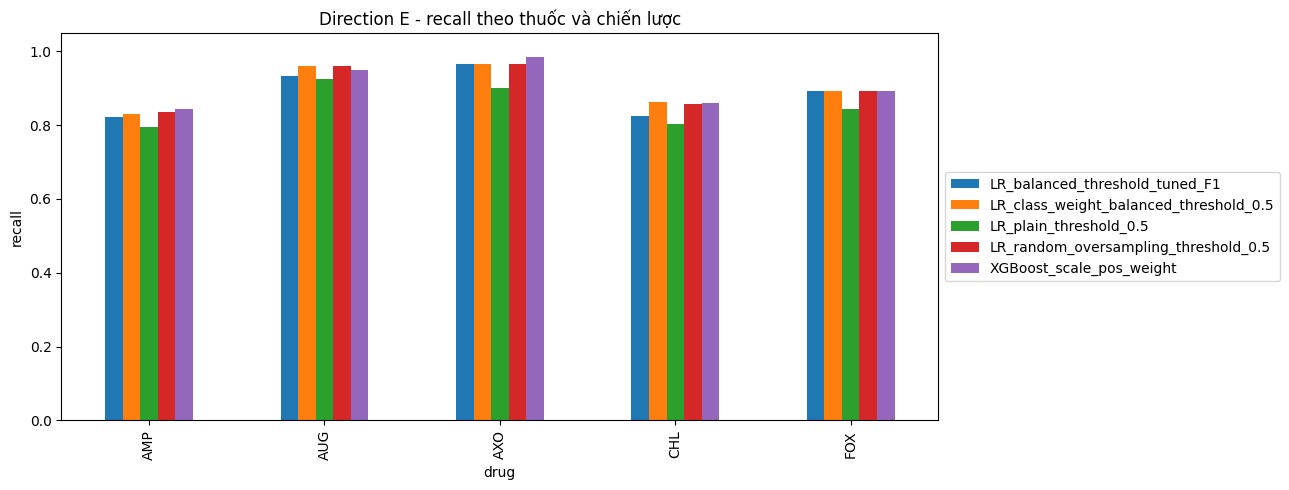 Direction E - recall theo thuốc và chiến lược
recall
1.0
0.8
0.6
0.4
0.2
0.0
AMP
AUG
AXO
CHL
FOX
drug
LR_balanced_threshold_tuned_F1
LR_class_weight_balanced_threshold_0.5
LR_plain_threshold_0.5
LR_random_oversampling_threshold_0.5
XGBoost_scale_pos_weight